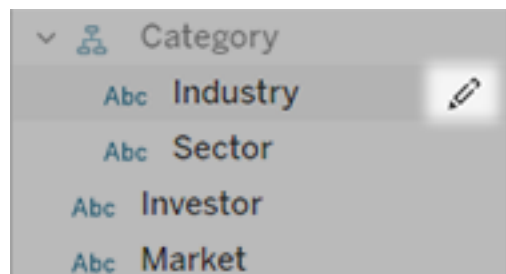 Category
Abc Industry
Abc Sector
Abc Investor
Abc Market